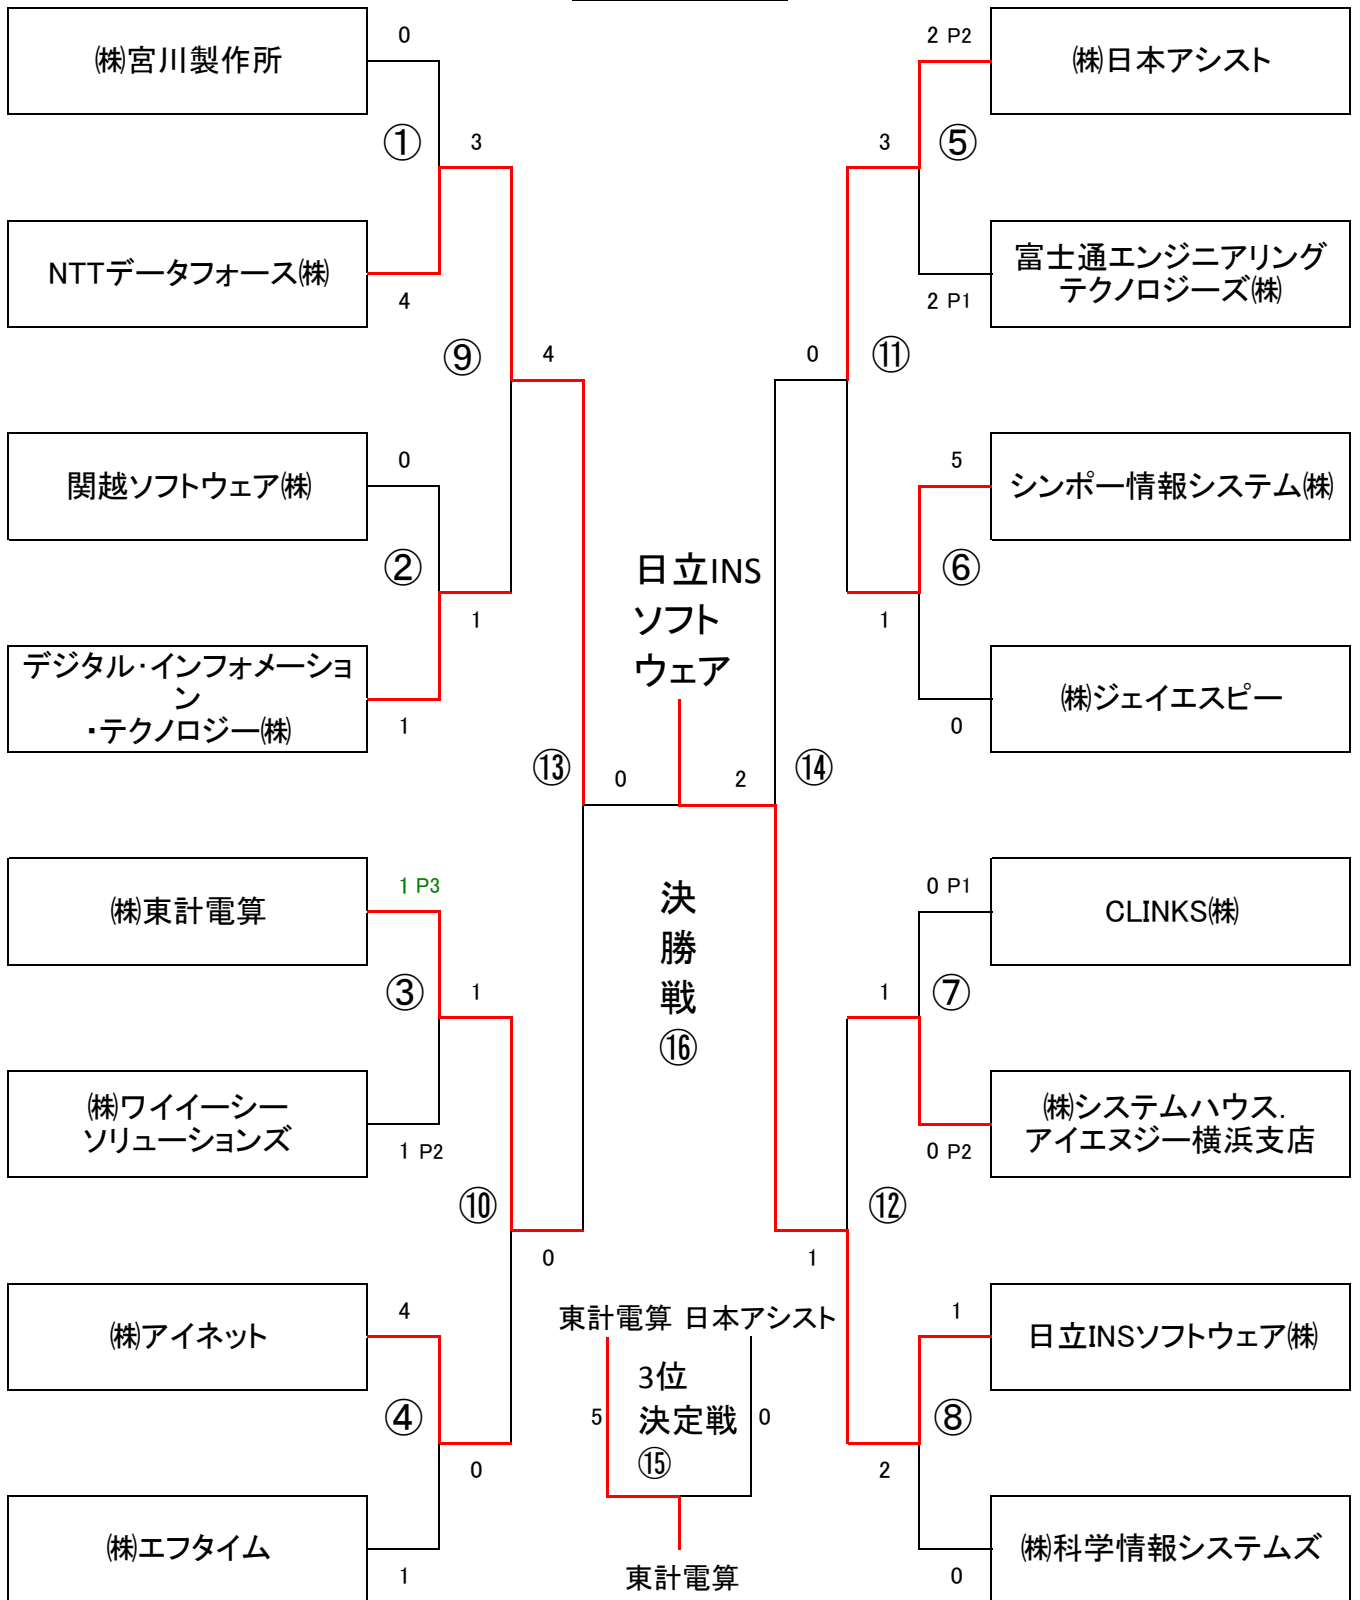 0
2 P2
㈱宮川製作所
㈱日本アシスト
①
3
3
⑤
NTTデータフォース㈱
富士通エンジニアリング
テクノロジーズ㈱
4
2 P1
⑨
4
0
⑪
0
5
関越ソフトウェア㈱
シンポー情報システム㈱
②
⑥
日立INS
ソフト
ウェア
1
1
デジタル・インフォメーショ
ン
・テクノロジー㈱
㈱ジェイエスピー
1
0
⑬
0
2
⑭
1 P3
0 P1
㈱東計電算
CLINKS㈱
決
勝
戦
⑯
③
1
1
⑦
㈱ワイイーシー
ソリューションズ
㈱システムハウス.
アイエヌジー横浜支店
1 P2
0 P2
⑩
⑫
0
1
4
1
㈱アイネット
日立INSソフトウェア㈱
東計電算 日本アシスト
3位
決定戦
⑮
5
0
④
⑧
0
2
㈱エフタイム
㈱科学情報システムズ
1
0
東計電算